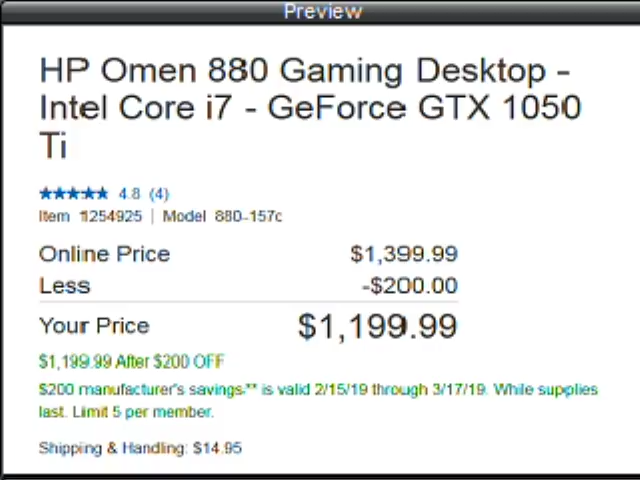 Preview
HP Omen 880 Gaming Desktop -
Intel Core i7 - GeForce GTX 1050
Ti
4.8 (4)
Item 1254925 | Model 880-157c
Online Price $1,399.99
Less -$200.00
Your Price $1,199.99
$1,199.99 After $200 OFF
$200 manufacturer's savings** is valid 2/15/19 through 3/17/19. While supplies
last. Limit 5 per member.
Shipping & Handling: $14.95